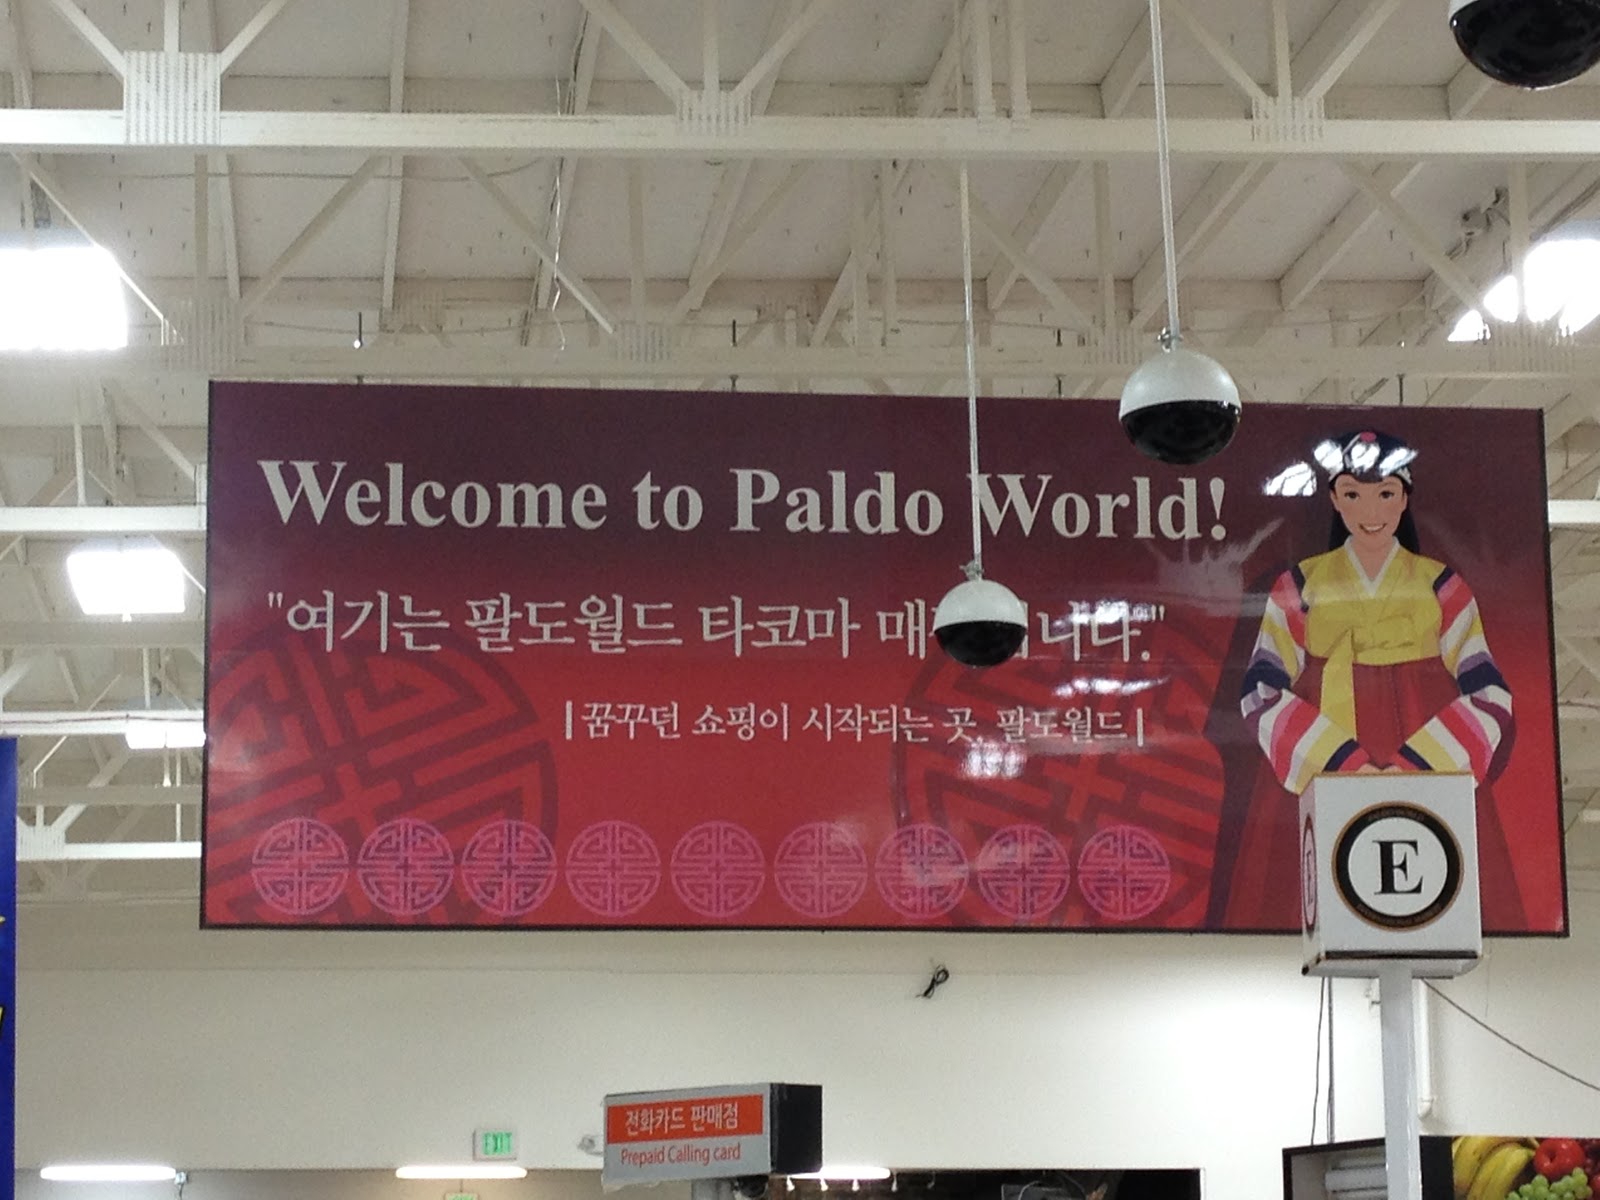 Welcome to Paldo World!
"여기는 팔도월드 타코마
|꿈꾸던 쇼핑이 시작되는 곳, 팔도월드|
E
전화카드 판매점
Prepaid Calling card
EXIT